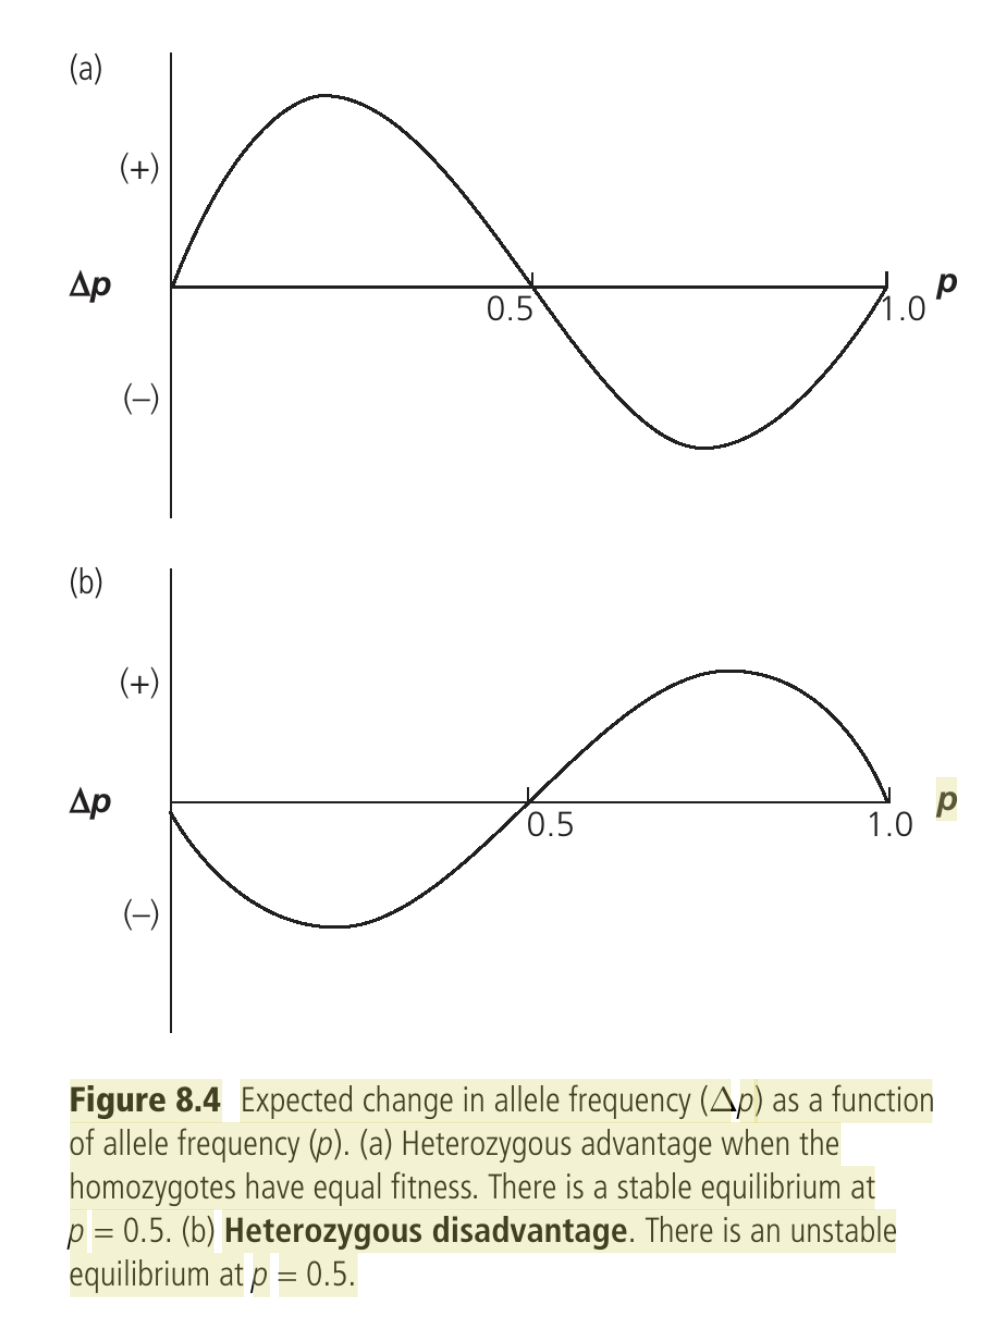 (a)
(+)
Δp
0.5
1.0
p
(–)
(b)
(+)
Δp
0.5
1.0
p
(–)
Figure 8.4 Expected change in allele frequency (Δp) as a function
of allele frequency (p). (a) Heterozygous advantage when the
homozygotes have equal fitness. There is a stable equilibrium at
p = 0.5. (b) Heterozygous disadvantage. There is an unstable
equilibrium at p = 0.5.